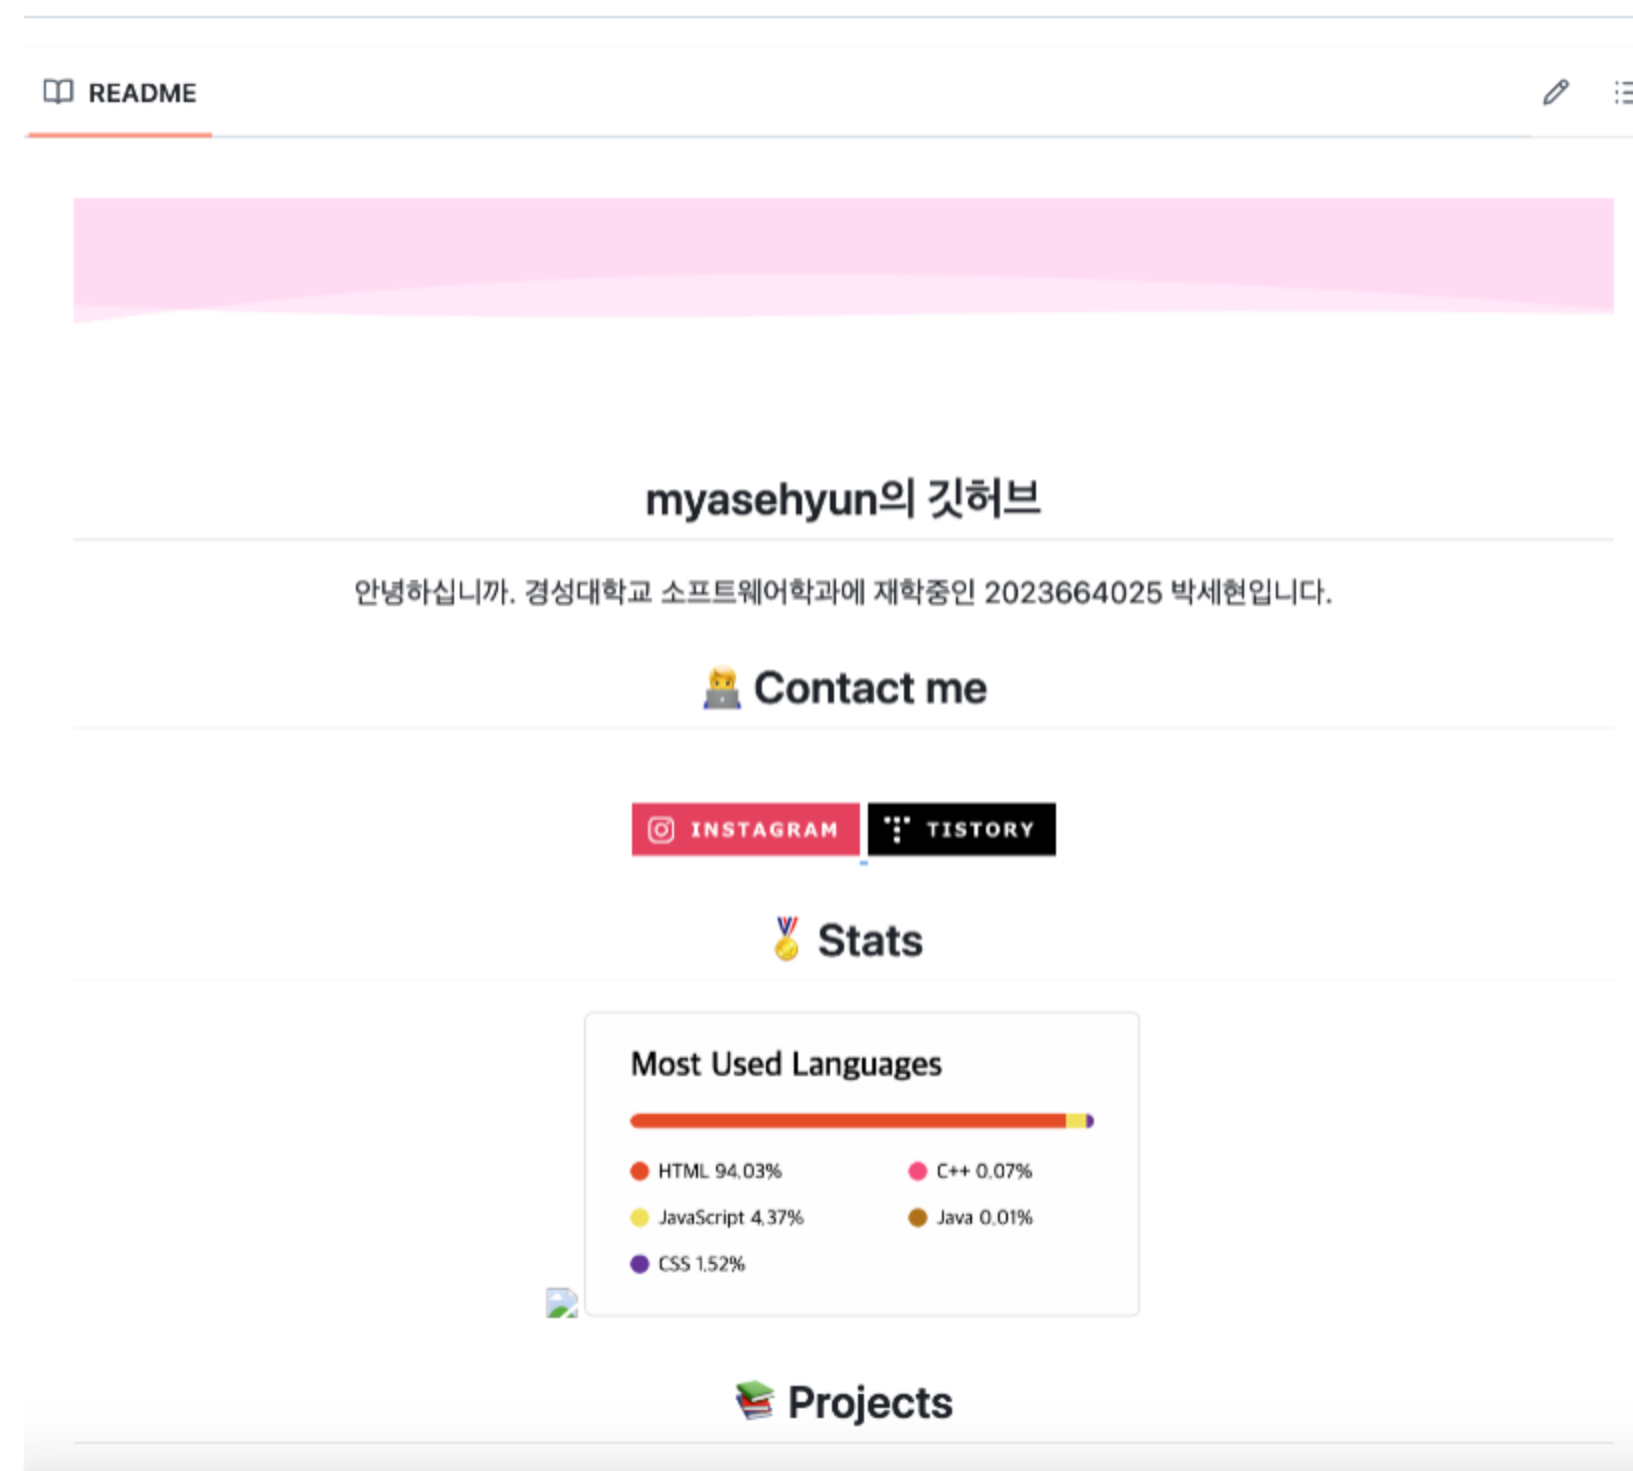 README
myasehyun의 깃허브
안녕하십니까. 경성대학교 소프트웨어학과에 재학중인 2023664025 박세현입니다.
Contact me
INSTAGRAM TISTORY
Stats
Most Used Languages
HTML 94.03% C++ 0.07%
JavaScript 4.37% Java 0.01%
CSS 1.52%
Projects